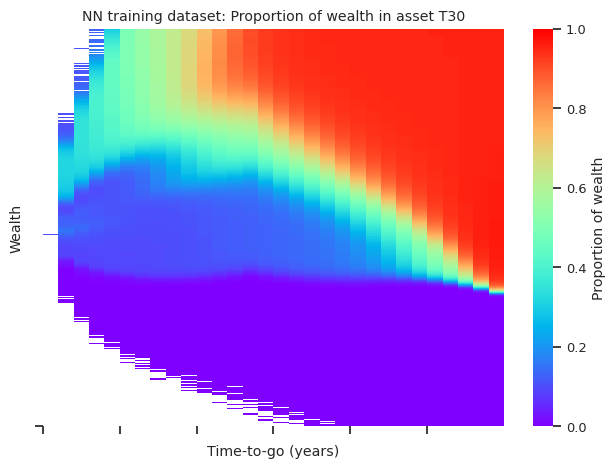 NN training dataset: Proportion of wealth in asset T30
Wealth
Time-to-go (years)
1.0
0.8
0.6
0.4
0.2
0.0
Proportion of wealth